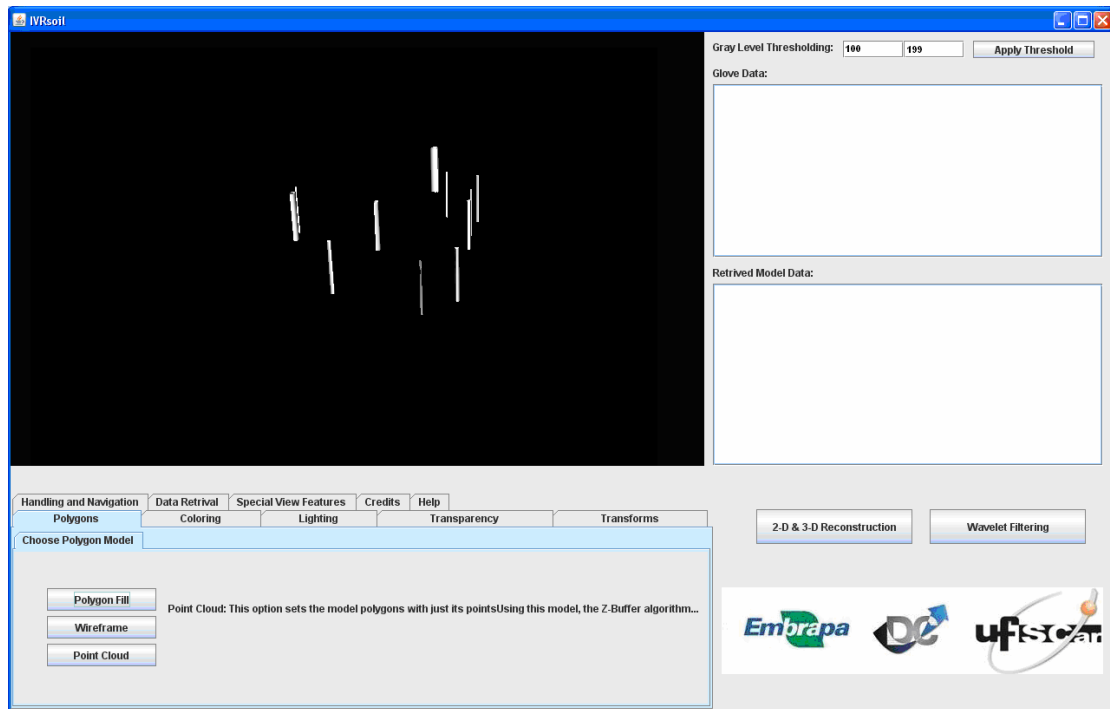 IVRsoil
Gray Level Thresholding: 100 199 Apply Threshold
Glove Data:
Retrived Model Data:
Handling and Navigation Data Retrival Special View Features Credits Help
Polygons Coloring Lighting Transparency Transforms
Choose Polygon Model
Polygon Fill
Point Cloud: This option sets the model polygons with just its pointsUsing this model, the Z-Buffer algorithm...
Wireframe
Point Cloud
2-D & 3-D Reconstruction Wavelet Filtering
Embrapa DC ufscar